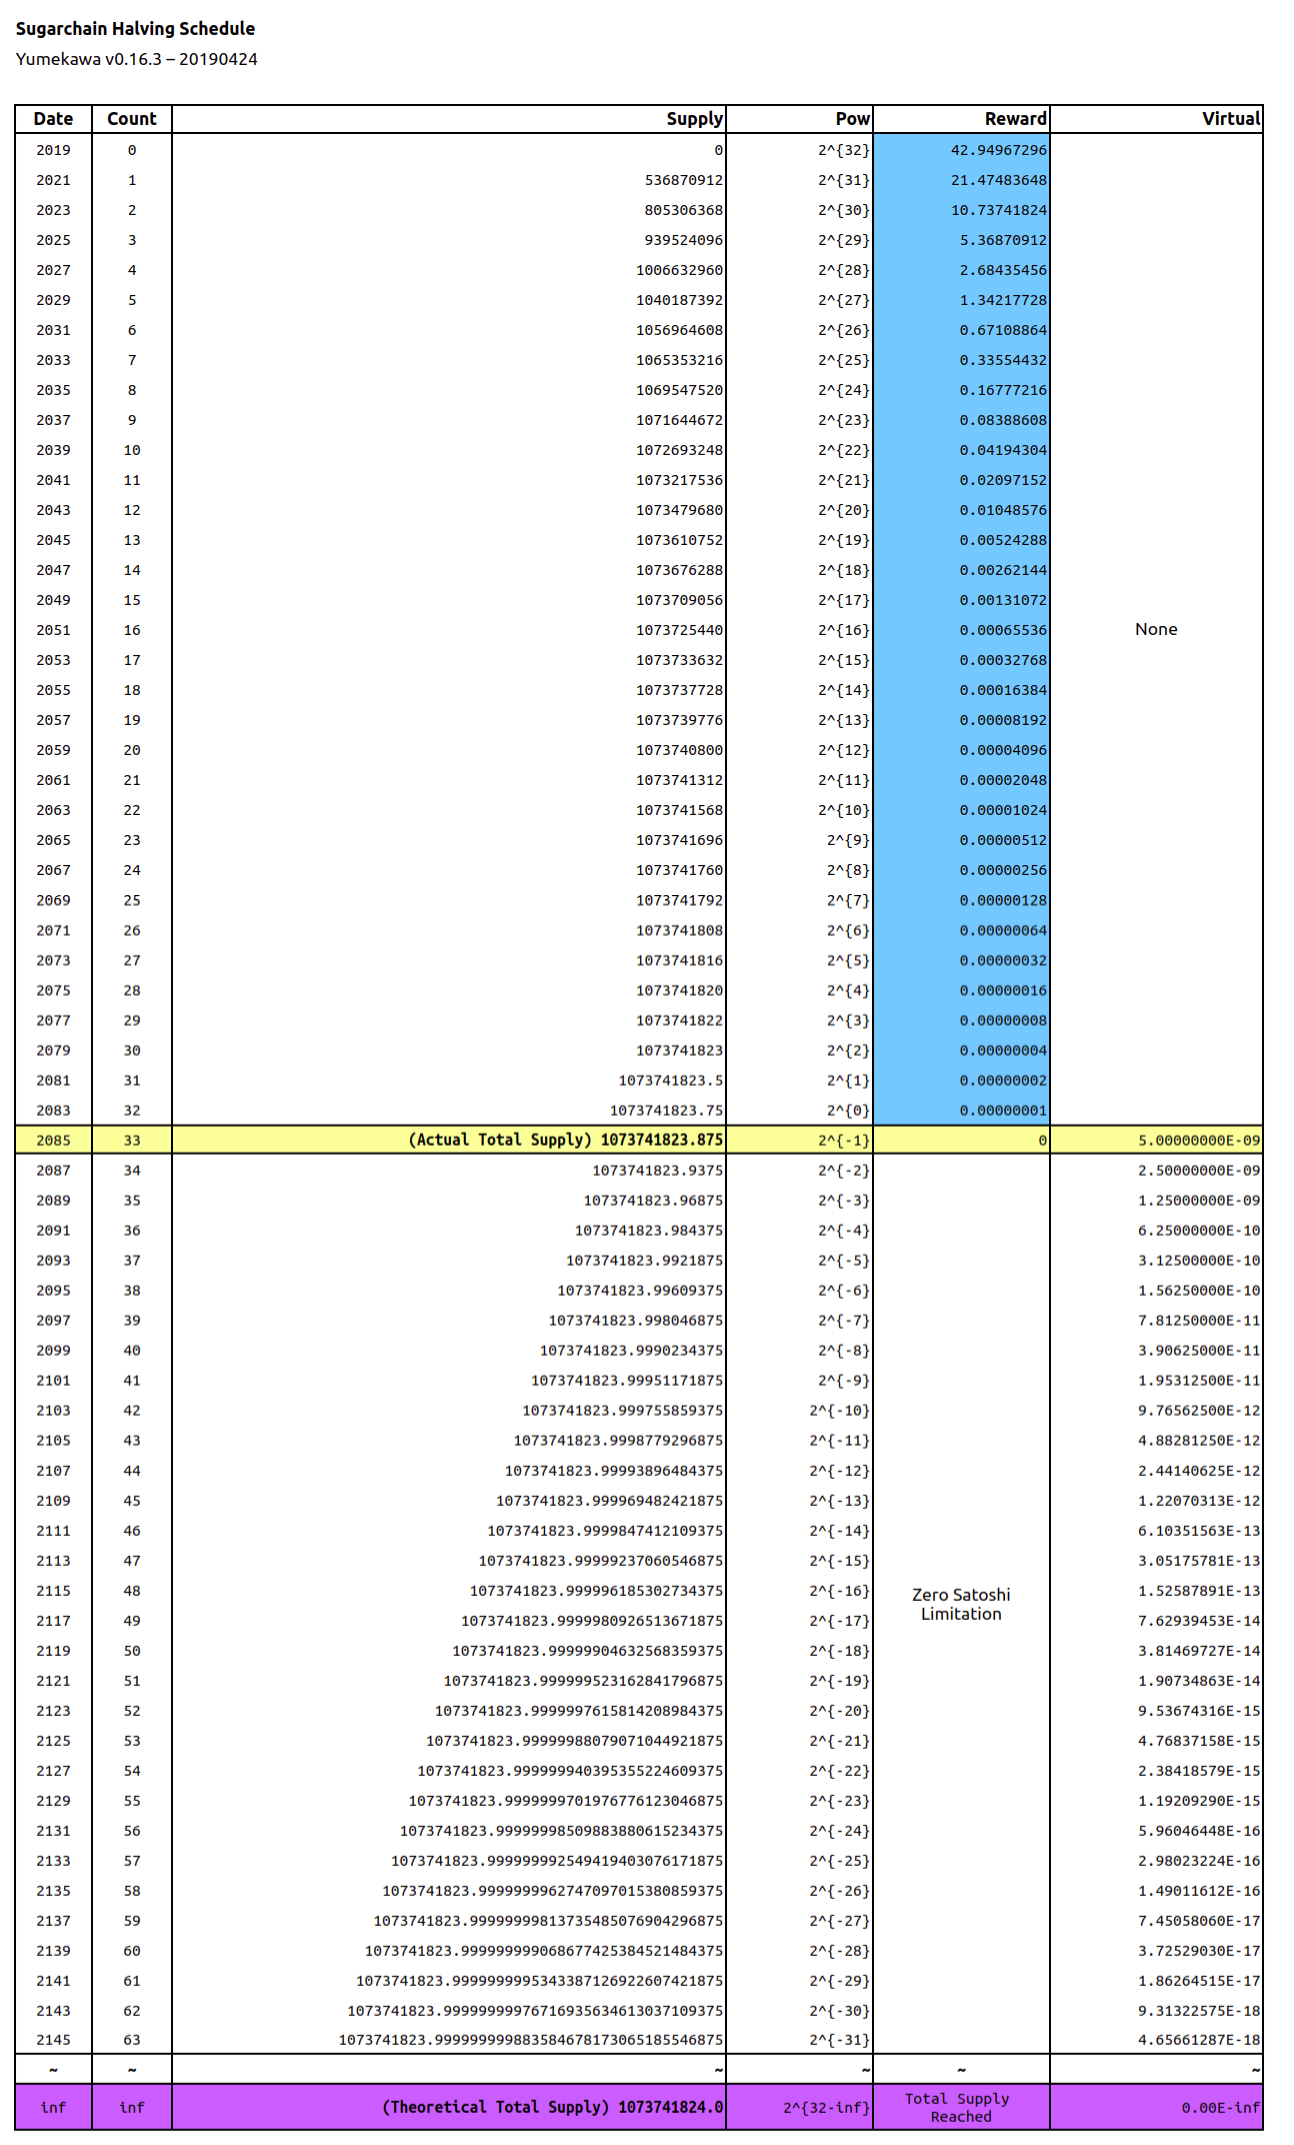 Sugarchain Halving Schedule
Yumekawa v0.16.3 – 20190424
Date Count Supply Pow Reward Virtual
2019 0 0 2^{32} 42.94967296
2021 1 536870912 2^{31} 21.47483648
2023 2 805306368 2^{30} 10.73741824
2025 3 939524096 2^{29} 5.36870912
2027 4 1006632960 2^{28} 2.68435456
2029 5 1040187392 2^{27} 1.34217728
2031 6 1056964608 2^{26} 0.67108864
2033 7 1065353216 2^{25} 0.33554432
2035 8 1069547520 2^{24} 0.16777216
2037 9 1071644672 2^{23} 0.08388608
2039 10 1072693248 2^{22} 0.04194304
2041 11 1073217536 2^{21} 0.02097152
2043 12 1073479680 2^{20} 0.01048576
2045 13 1073610752 2^{19} 0.00524288
2047 14 1073676288 2^{18} 0.00262144
2049 15 1073709056 2^{17} 0.00131072
2051 16 1073725440 2^{16} 0.00065536 None
2053 17 1073733632 2^{15} 0.00032768
2055 18 1073737728 2^{14} 0.00016384
2057 19 1073739776 2^{13} 0.00008192
2059 20 1073740800 2^{12} 0.00004096
2061 21 1073741312 2^{11} 0.00002048
2063 22 1073741568 2^{10} 0.00001024
2065 23 1073741696 2^{9} 0.00000512
2067 24 1073741760 2^{8} 0.00000256
2069 25 1073741792 2^{7} 0.00000128
2071 26 1073741808 2^{6} 0.00000064
2073 27 1073741816 2^{5} 0.00000032
2075 28 1073741820 2^{4} 0.00000016
2077 29 1073741822 2^{3} 0.00000008
2079 30 1073741823 2^{2} 0.00000004
2081 31 1073741823.5 2^{1} 0.00000002
2083 32 1073741823.75 2^{0} 0.00000001
2085 33 (Actual Total Supply) 1073741823.875 2^{-1} 0 5.00000000E-09
2087 34 1073741823.9375 2^{-2} 2.50000000E-09
2089 35 1073741823.96875 2^{-3} 1.25000000E-09
2091 36 1073741823.984375 2^{-4} 6.25000000E-10
2093 37 1073741823.9921875 2^{-5} 3.12500000E-10
2095 38 1073741823.99609375 2^{-6} 1.56250000E-10
2097 39 1073741823.998046875 2^{-7} 7.81250000E-11
2099 40 1073741823.9990234375 2^{-8} 3.90625000E-11
2101 41 1073741823.99951171875 2^{-9} 1.95312500E-11
2103 42 1073741823.999755859375 2^{-10} 9.76562500E-12
2105 43 1073741823.9998779296875 2^{-11} 4.88281250E-12
2107 44 1073741823.99993896484375 2^{-12} 2.44140625E-12
2109 45 1073741823.999969482421875 2^{-13} 1.22070313E-12
2111 46 1073741823.9999847412109375 2^{-14} 6.10351563E-13
2113 47 1073741823.99999237060546875 2^{-15} 3.05175781E-13
2115 48 1073741823.999996185302734375 2^{-16} 1.52587891E-13
Zero Satoshi
Limitation
2117 49 1073741823.9999980926513671875 2^{-17} 7.62939453E-14
2119 50 1073741823.99999904632568359375 2^{-18} 3.81469727E-14
2121 51 1073741823.999999523162841796875 2^{-19} 1.90734863E-14
2123 52 1073741823.9999997615814208984375 2^{-20} 9.53674316E-15
2125 53 1073741823.99999988079071044921875 2^{-21} 4.76837158E-15
2127 54 1073741823.999999940395355224609375 2^{-22} 2.38418579E-15
2129 55 1073741823.9999999701976776123046875 2^{-23} 1.19209290E-15
2131 56 1073741823.99999998509883880615234375 2^{-24} 5.96046448E-16
2133 57 1073741823.999999992549419403076171875 2^{-25} 2.98023224E-16
2135 58 1073741823.9999999962747097015380859375 2^{-26} 1.49011612E-16
2137 59 1073741823.99999999813735485076904296875 2^{-27} 7.45058060E-17
2139 60 1073741823.999999999068677425384521484375 2^{-28} 3.72529030E-17
2141 61 1073741823.9999999995343387126922607421875 2^{-29} 1.86264515E-17
2143 62 1073741823.99999999976716935634613037109375 2^{-30} 9.31322575E-18
2145 63 1073741823.999999999883584678173065185546875 2^{-31} 4.65661287E-18
~ ~ ~ ~ ~ ~
inf inf (Theoretical Total Supply) 1073741824.0 2^{32-inf} Total Supply 0.00E-inf
Reached